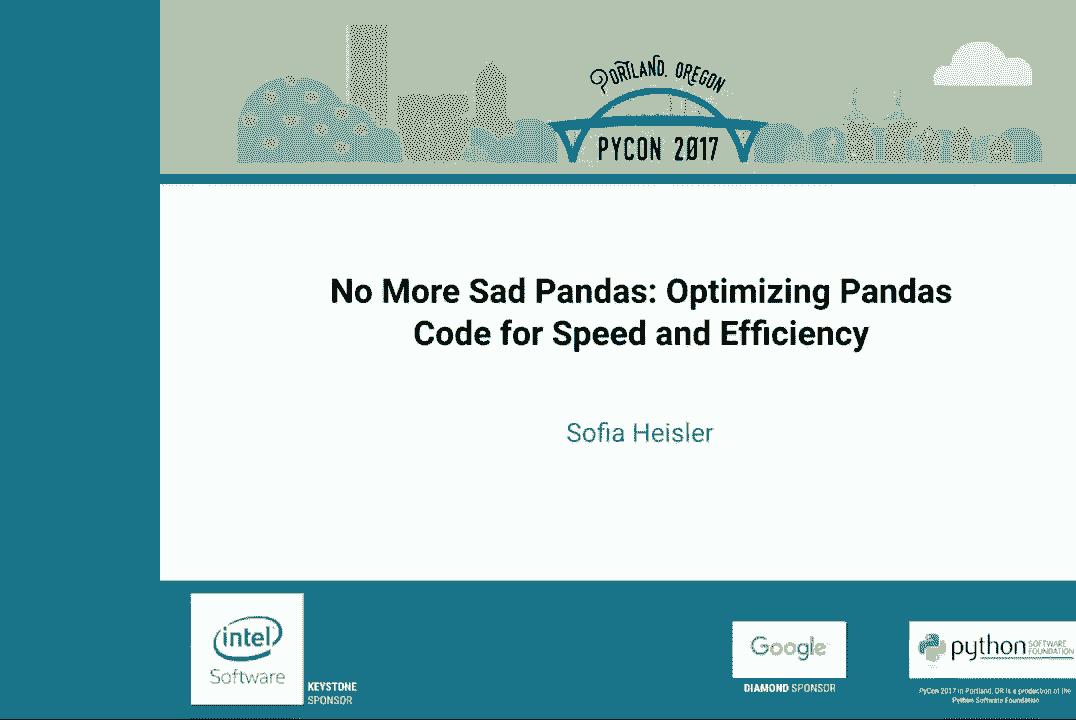 PORTLAND, OREGON
PYCON 2017
No More Sad Pandas: Optimizing Pandas
Code for Speed and Efficiency
Sofia Heisler
intel
Software
KEYSTONE
SPONSOR
Google
DIAMOND SPONSOR
python SOFTWARE
FOUNDATION
PyCon 2017 in Portland, OR is a production of the
Python Software Foundation